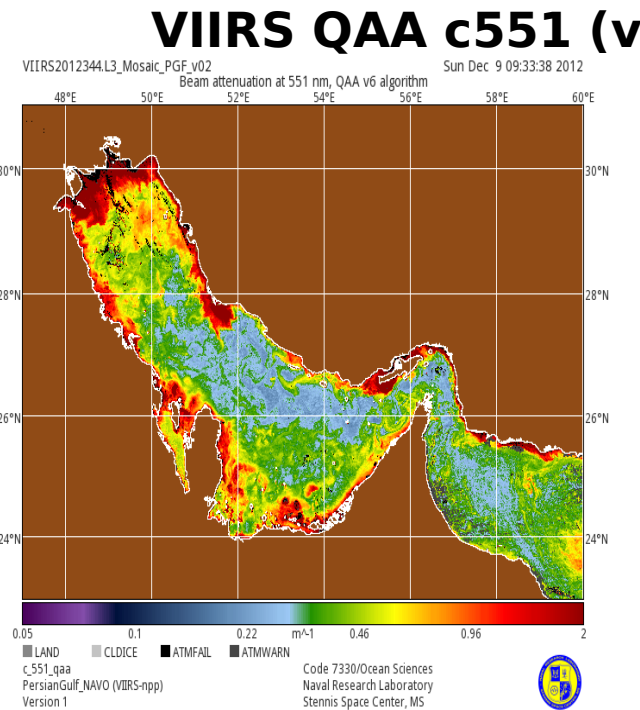 VIIRS QAA c551 (v
VIIRS2012344.L3_Mosaic_PGF_v02 Sun Dec 9 09:33:38 2012
Beam attenuation at 551 nm, QAA v6 algorithm
48°E 50°E 52°E 54°E 56°E 58°E 60°E
30°N 30°N
28°N 28°N
26°N 26°N
24°N 24°N
0.05 0.1 0.22 m^-1 0.46 0.96 2
LAND CLDICE ATMFAIL ATMWARN
c_551_qaa Code 7330/Ocean Sciences
PersianGulf_NAVO (VIIRS-npp) Naval Research Laboratory
Version 1 Stennis Space Center, MS